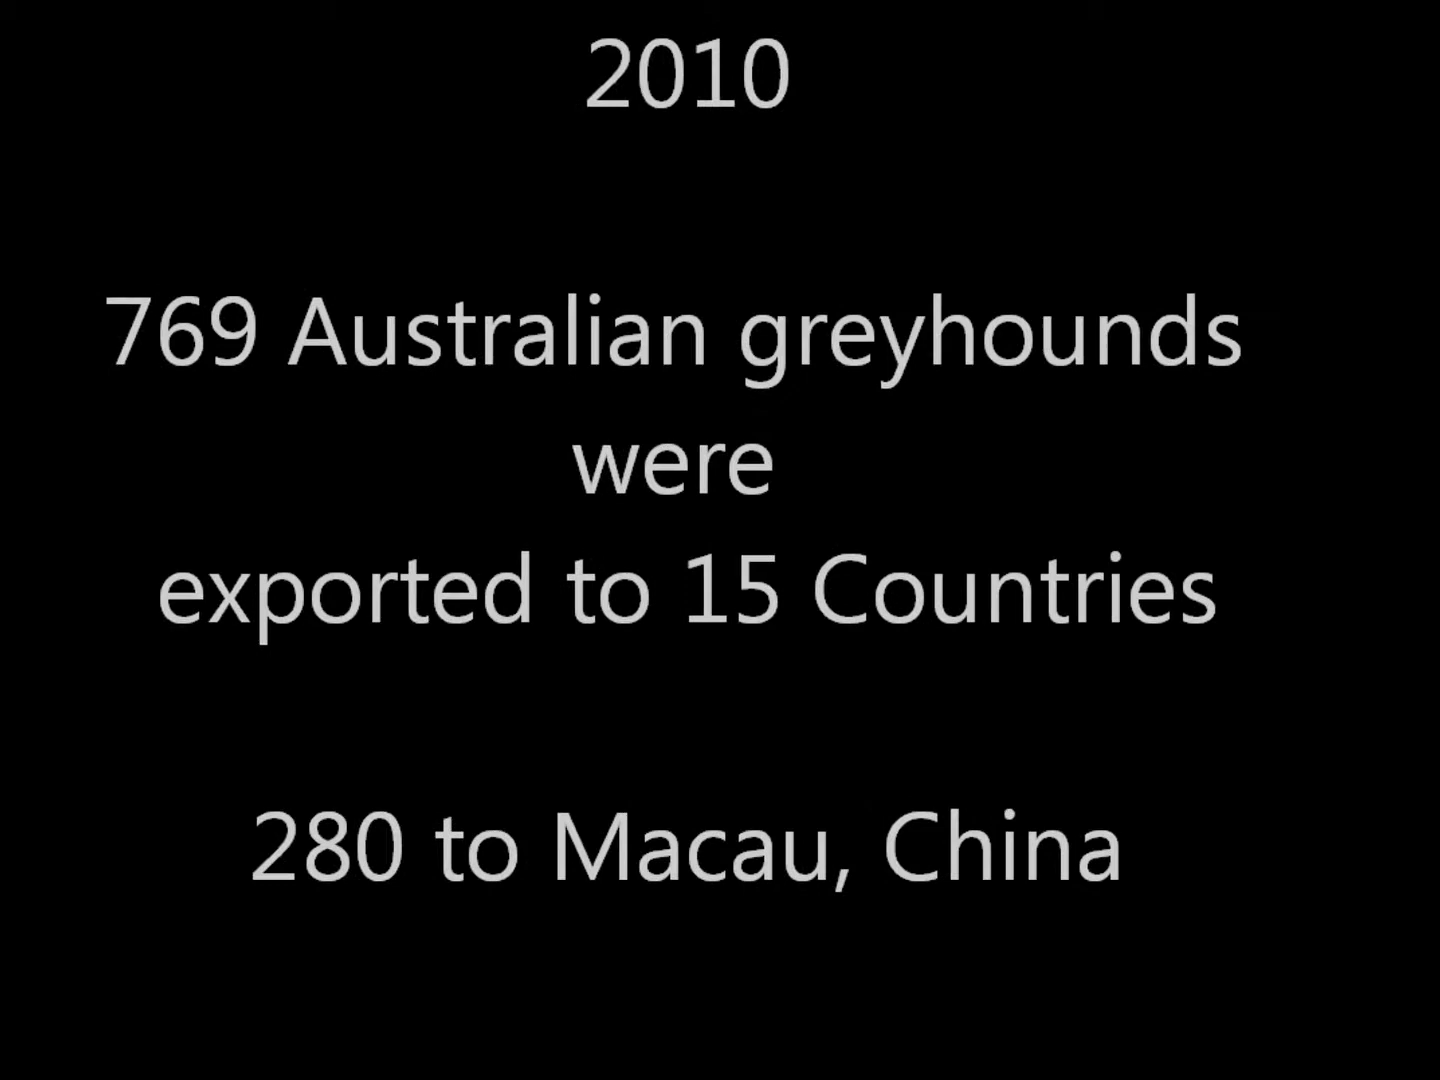 2010
769 Australian greyhounds
were
exported to 15 Countries
280 to Macau, China